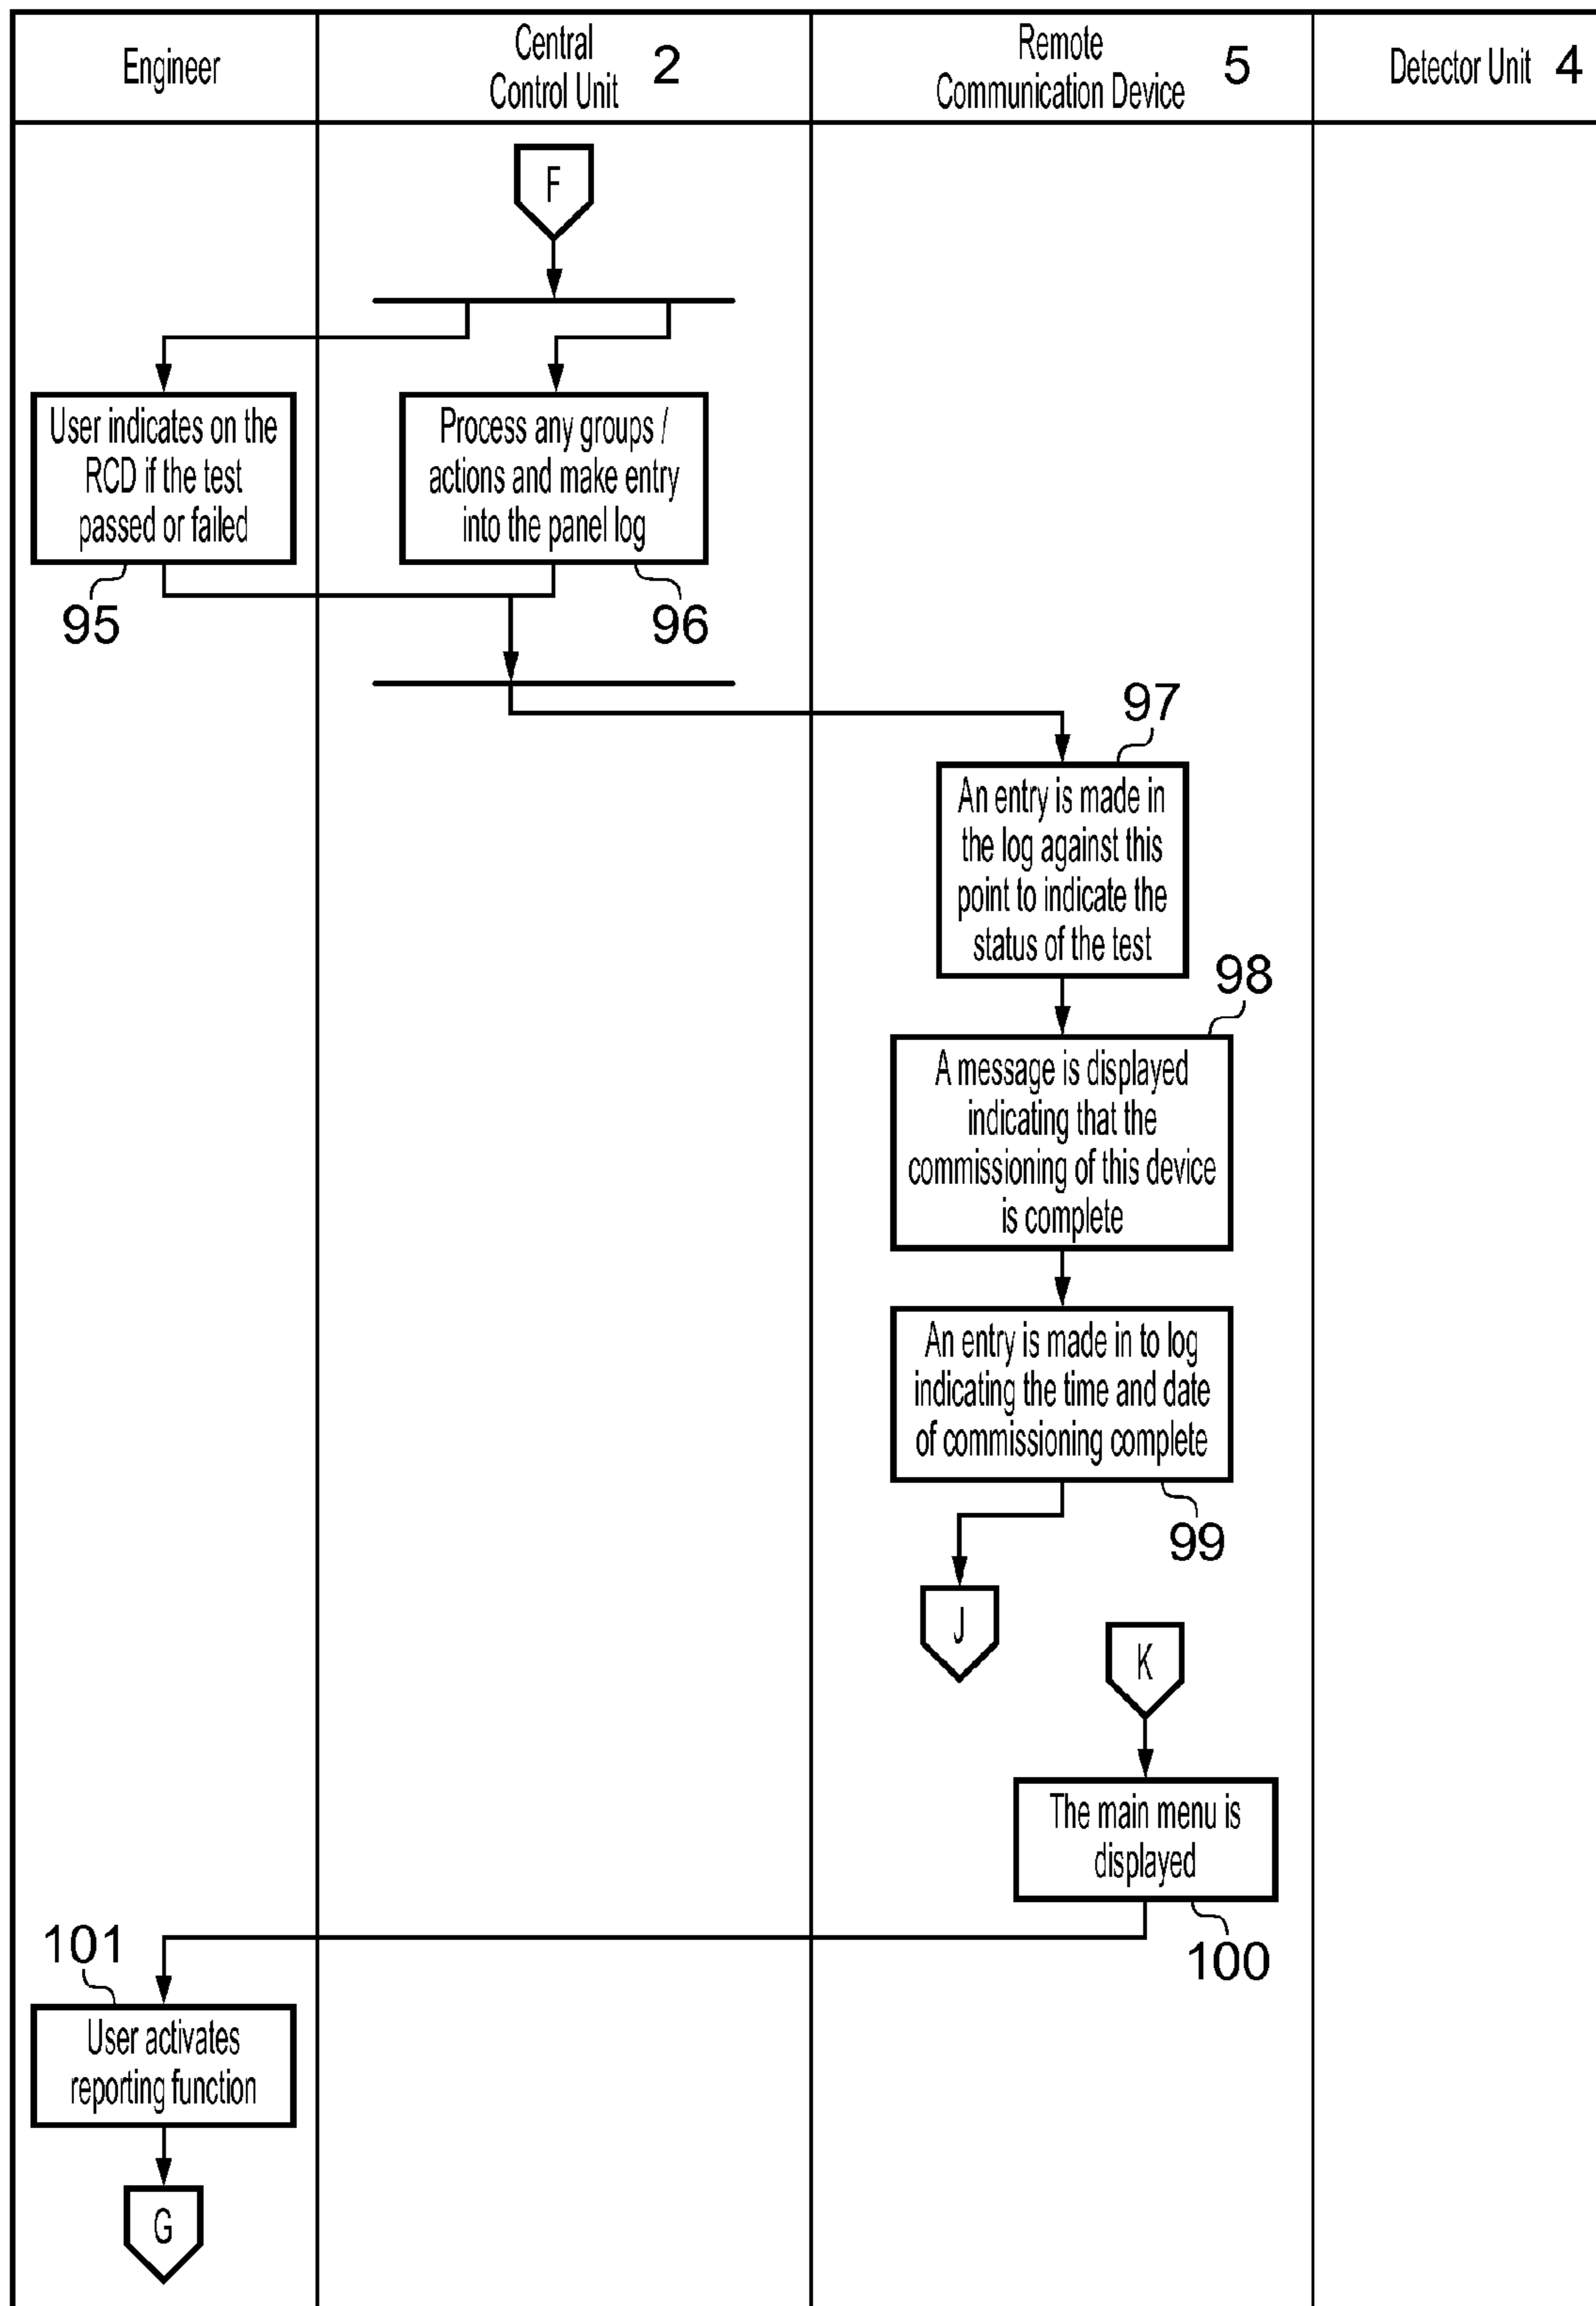 Engineer
Central
Control Unit 2
Remote
Communication Device 5
Detector Unit 4
F
User indicates on the
RCD if the test
passed or failed
95
Process any groups /
actions and make entry
into the panel log
96
97
An entry is made in
the log against this
point to indicate the
status of the test
98
A message is displayed
indicating that the
commissioning of this device
is complete
An entry is made in to log
indicating the time and date
of commissioning complete
99
J
K
The main menu is
displayed
100
101
User activates
reporting function
G